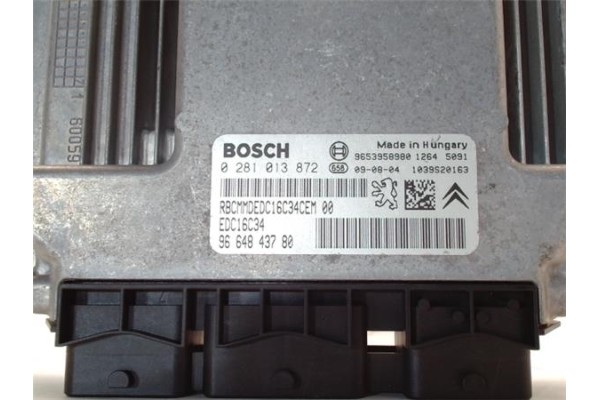 BOSCH
Made in Hungary
9653958980 1264 5091
0 281 013 872
658
09-08-04 1039S20163
RBCMMDEDC16C34CEM 00
EDC16C34
96 648 437 80